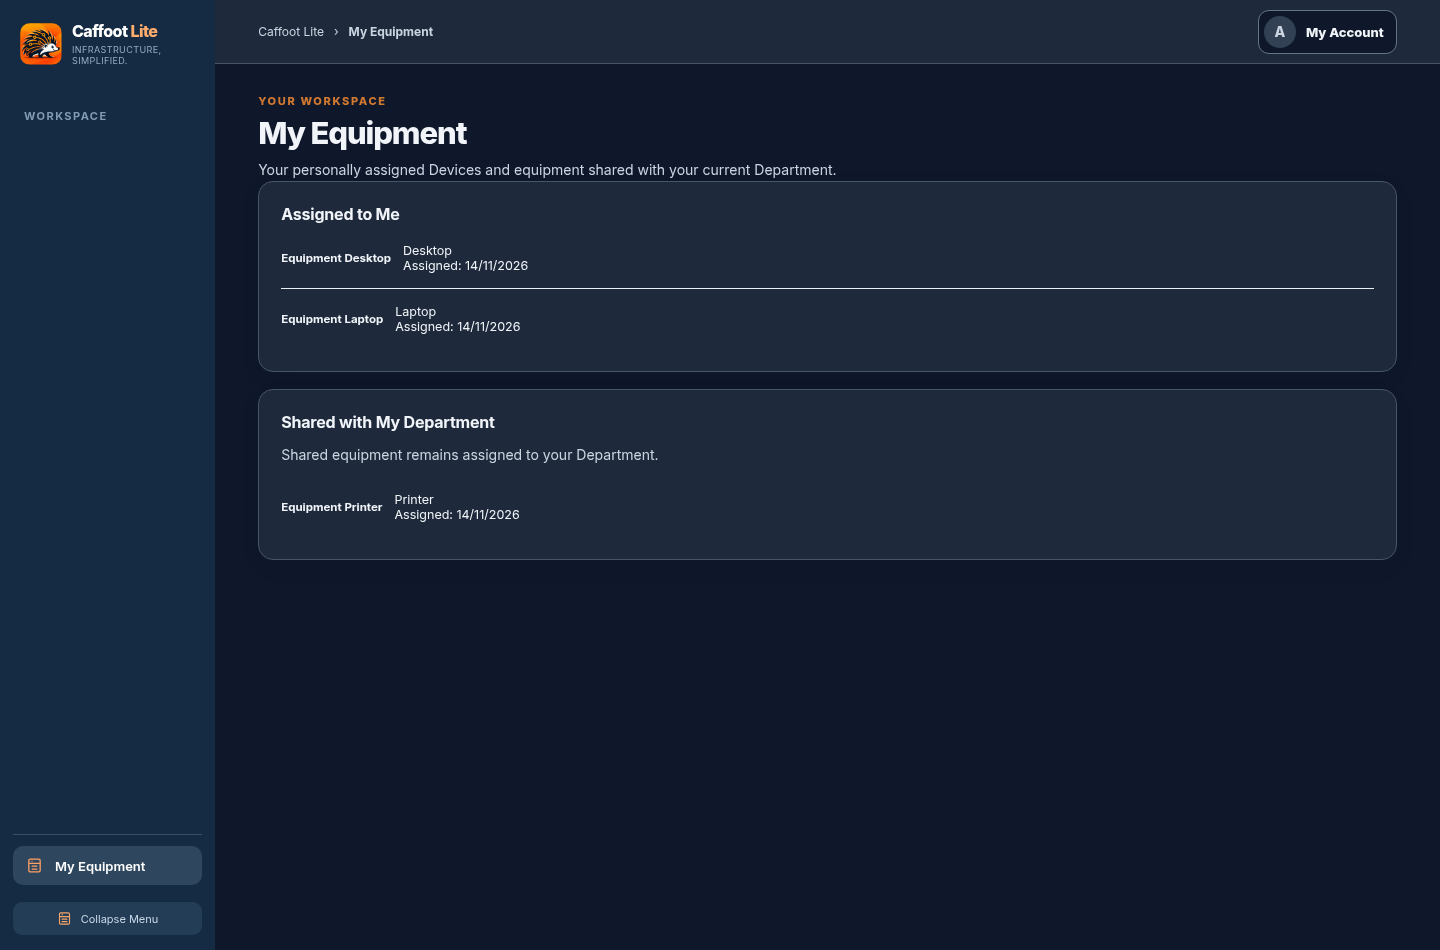 Caffoot Lite
INFRASTRUCTURE,
SIMPLIFIED.
WORKSPACE
My Equipment
Collapse Menu
Caffoot Lite › My Equipment
A My Account
YOUR WORKSPACE
My Equipment
Your personally assigned Devices and equipment shared with your current Department.
Assigned to Me
Equipment Desktop
Desktop
Assigned: 14/11/2026
Equipment Laptop
Laptop
Assigned: 14/11/2026
Shared with My Department
Shared equipment remains assigned to your Department.
Equipment Printer
Printer
Assigned: 14/11/2026